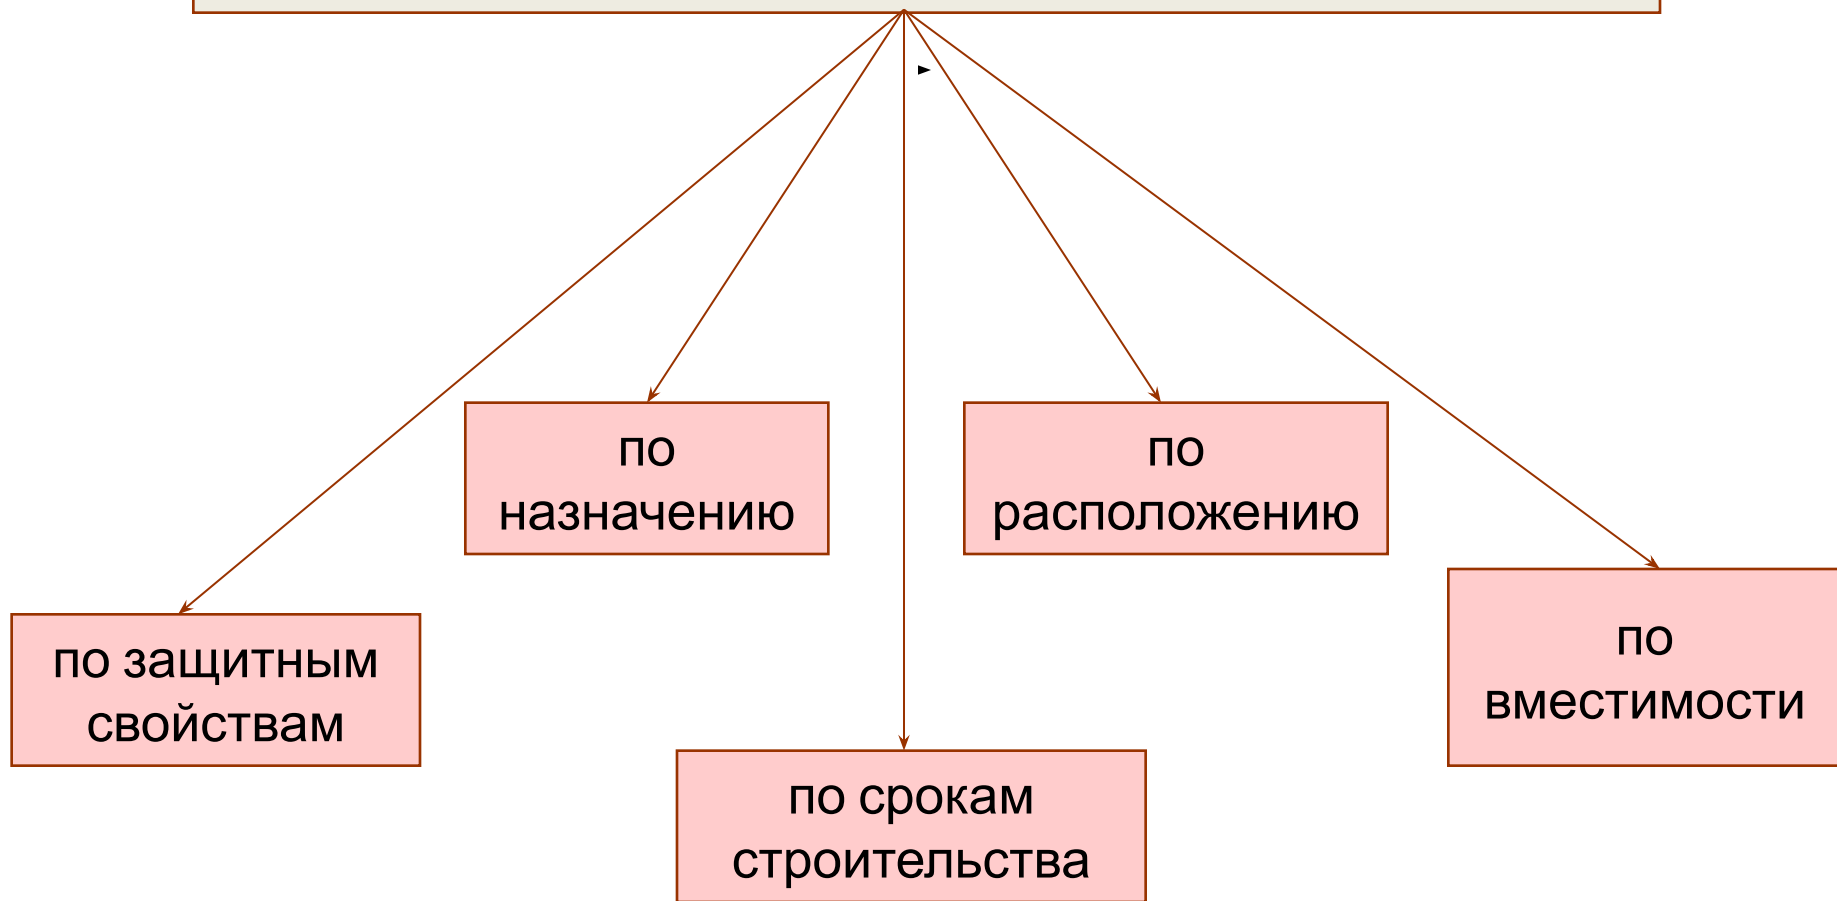 по
назначению
по
расположению
по защитным
свойствам
по
вместимости
по срокам
строительства